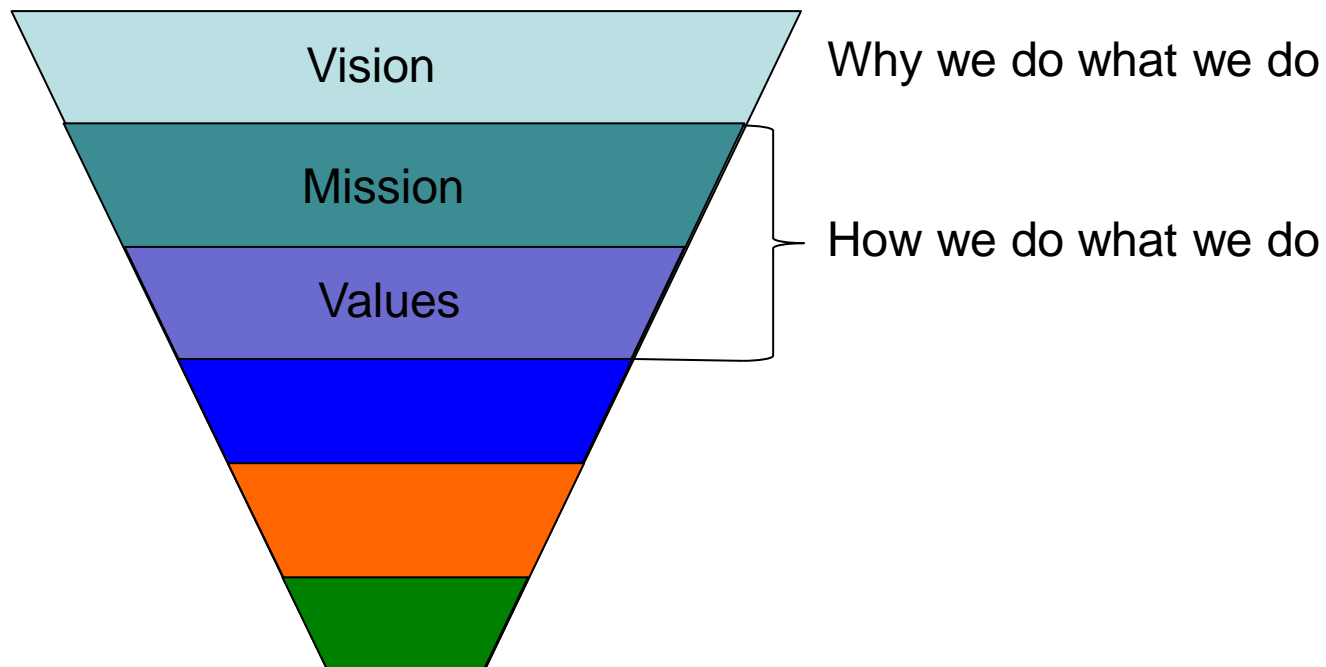 Vision
Why we do what we do
Mission
How we do what we do
Values